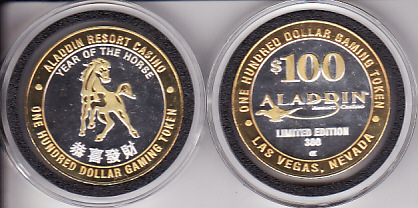 ALADDIN RESORT CASINO
YEAR OF THE HORSE
恭喜發財
ONE HUNDRED DOLLAR GAMING TOKEN
ONE HUNDRED DOLLAR GAMING TOKEN
$100
ALADDIN
LIMITED EDITION
300
LAS VEGAS, NEVADA